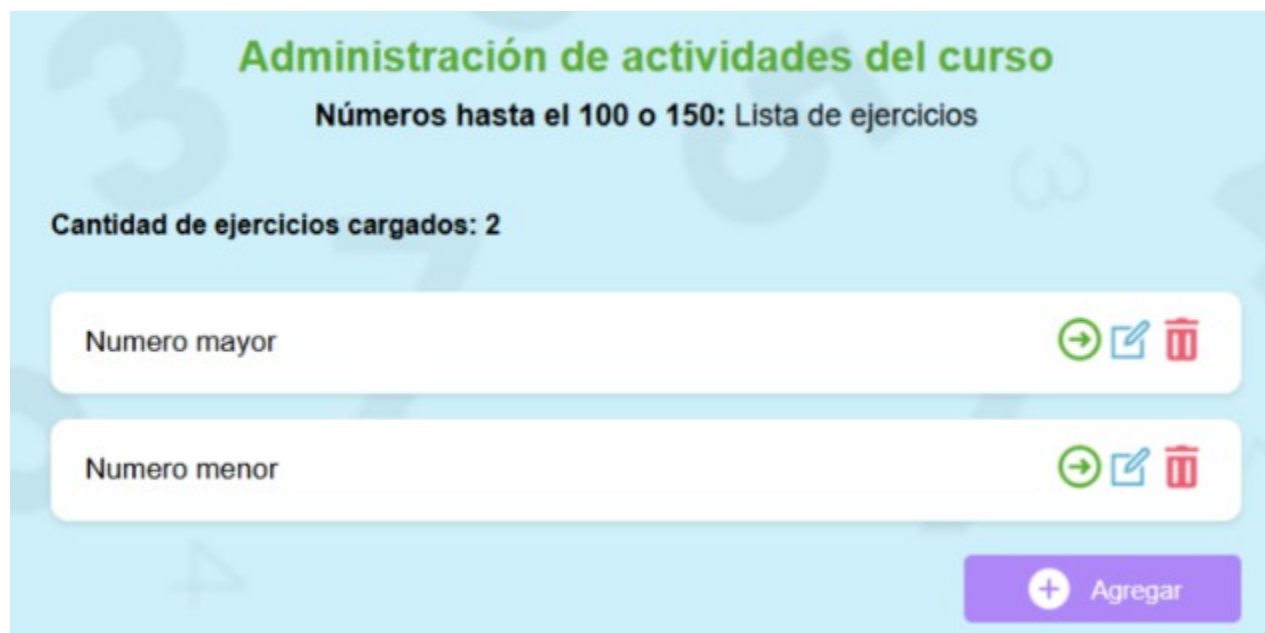 Administración de actividades del curso
Números hasta el 100 o 150: Lista de ejercicios
Cantidad de ejercicios cargados: 2
Numero mayor
Numero menor
Agregar